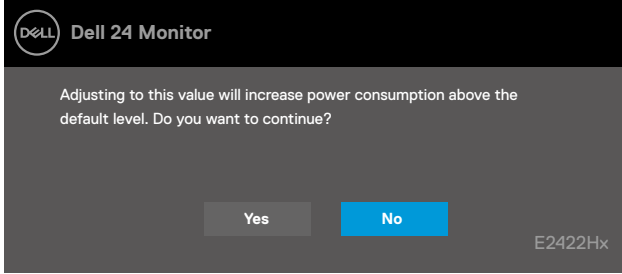 DELL
Dell 24 Monitor
Adjusting to this value will increase power consumption above the
default level. Do you want to continue?
Yes
No
E2422Hx